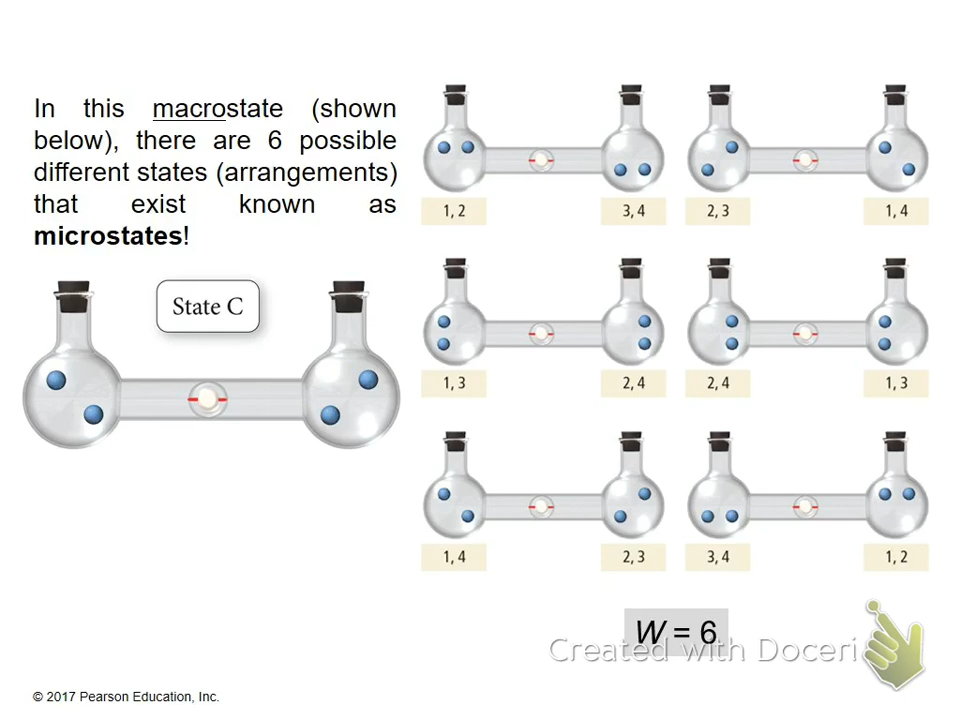 In this macrostate (shown
below), there are 6 possible
different states (arrangements)
that exist known as
microstates!
State C
1, 2
3, 4
2, 3
1, 4
1, 3
2, 4
2, 4
1, 3
1, 4
2, 3
3, 4
1, 2
W = 6
Created with Doceri
© 2017 Pearson Education, Inc.